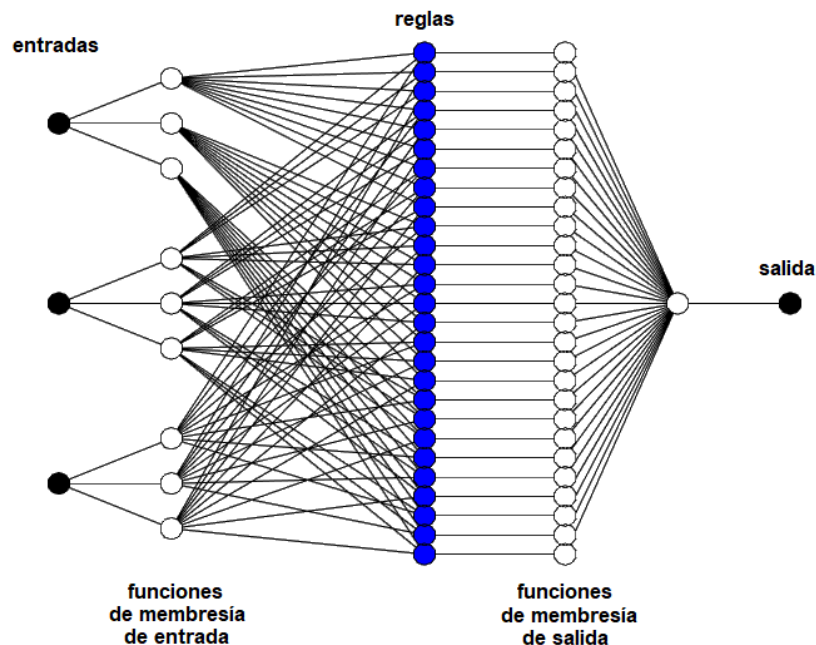 reglas
entradas
salida
funciones
de membresía
de entrada
funciones
de membresía
de salida